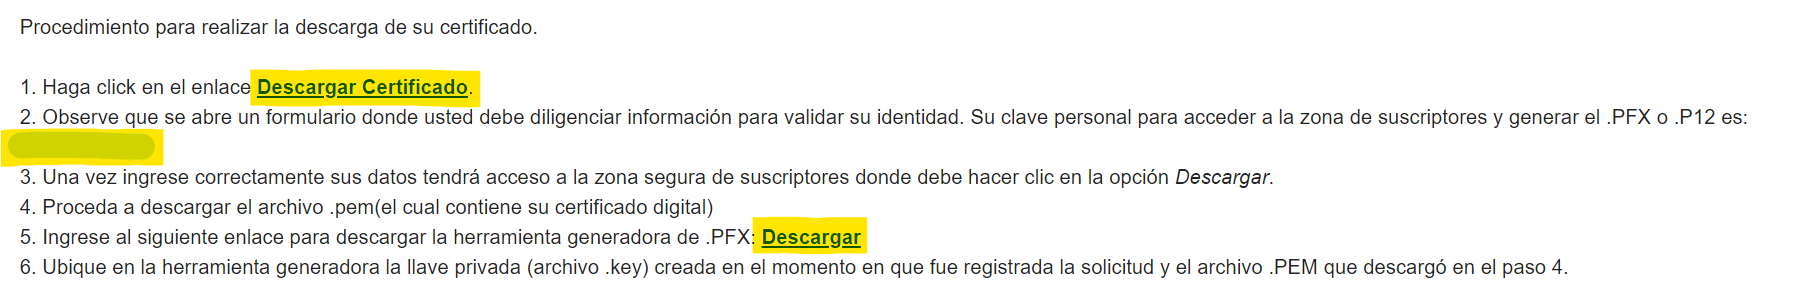 Procedimiento para realizar la descarga de su certificado.
1. Haga click en el enlace Descargar Certificado.
2. Observe que se abre un formulario donde usted debe diligenciar información para validar su identidad. Su clave personal para acceder a la zona de suscriptores y generar el .PFX o .P12 es:
3. Una vez ingrese correctamente sus datos tendrá acceso a la zona segura de suscriptores donde debe hacer clic en la opción Descargar.
4. Proceda a descargar el archivo .pem(el cual contiene su certificado digital)
5. Ingrese al siguiente enlace para descargar la herramienta generadora de .PFX: Descargar
6. Ubique en la herramienta generadora la llave privada (archivo .key) creada en el momento en que fue registrada la solicitud y el archivo .PEM que descargó en el paso 4.